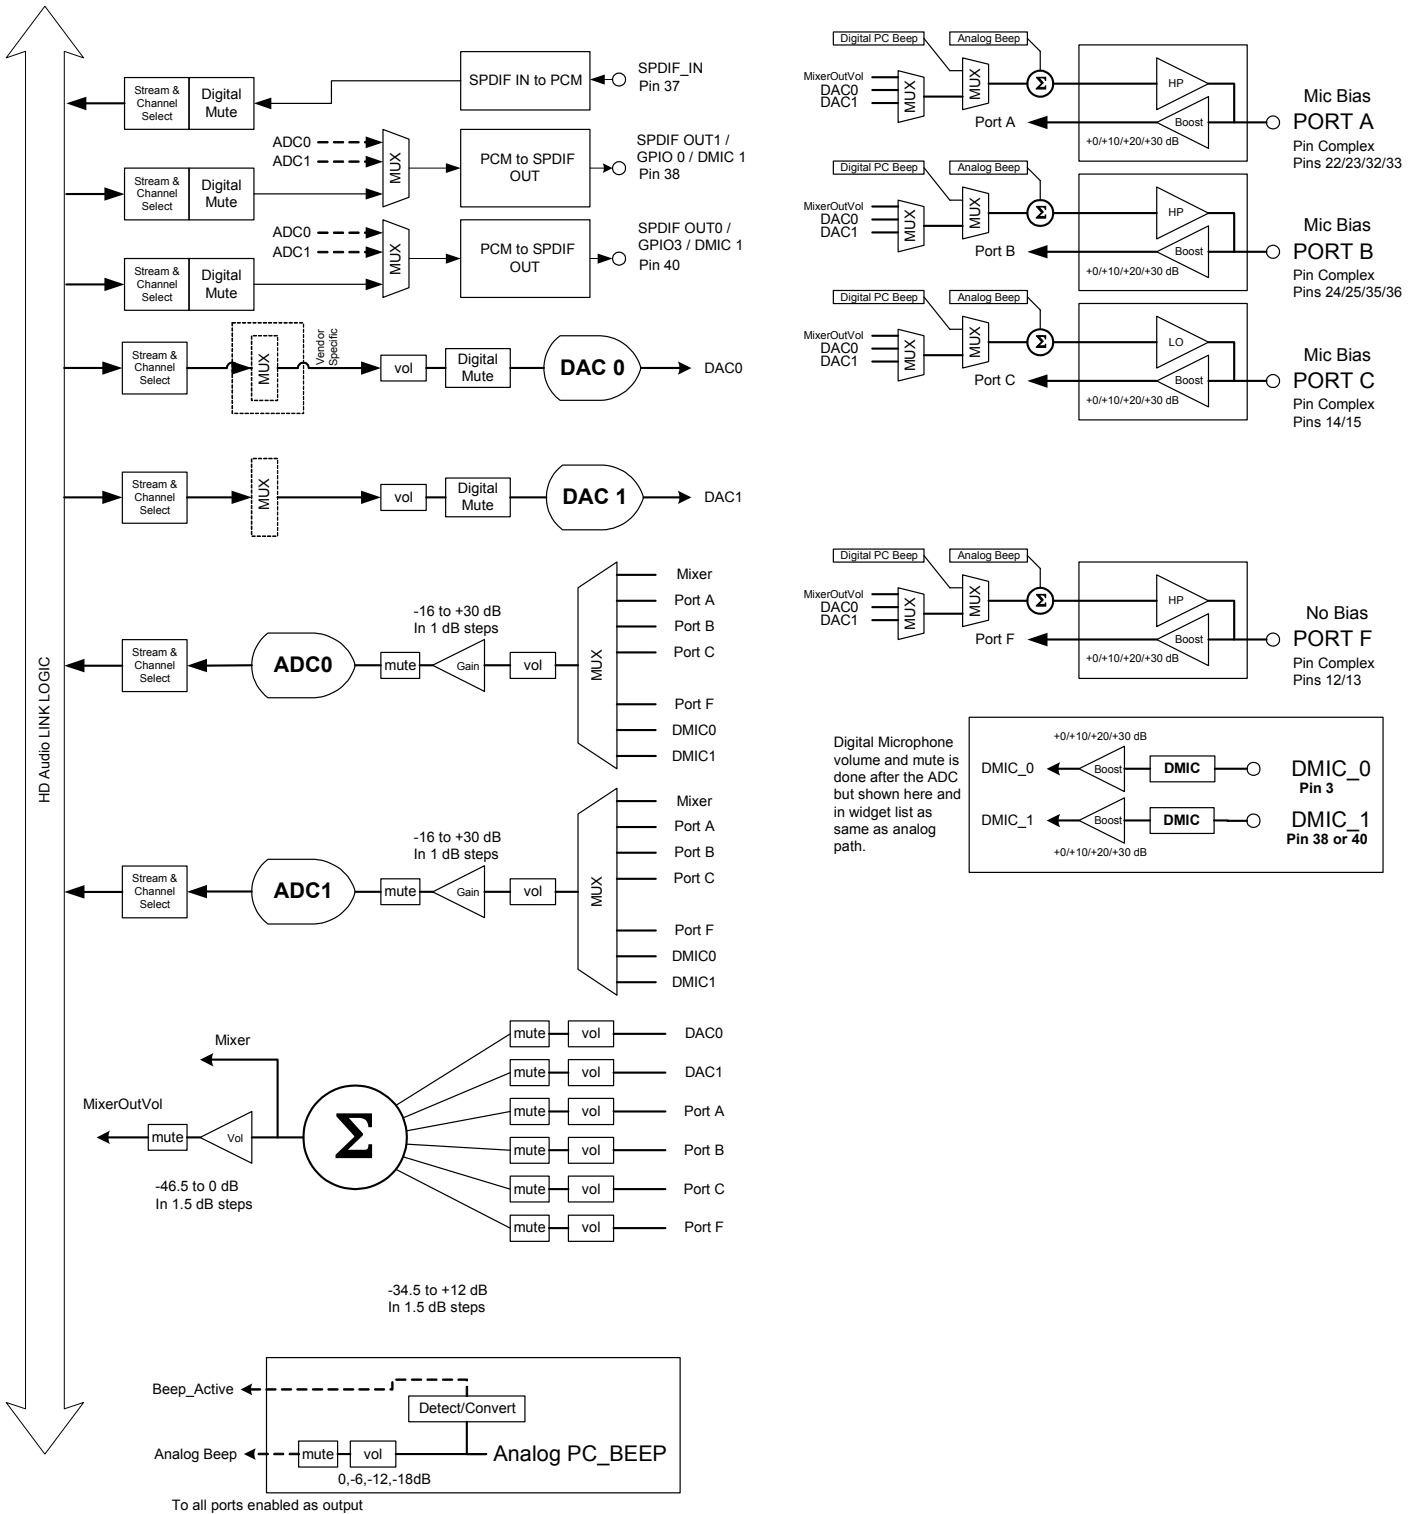 HD Audio LINK LOGIC
Stream &
Channel
Select
Digital
Mute
SPDIF IN to PCM
SPDIF_IN
Pin 37
ADC0
ADC1
MUX
Stream &
Channel
Select
Digital
Mute
PCM to SPDIF
OUT
SPDIF OUT1 /
GPIO 0 / DMIC 1
Pin 38
ADC0
ADC1
MUX
Stream &
Channel
Select
Digital
Mute
PCM to SPDIF
OUT
SPDIF OUT0 /
GPIO3 / DMIC 1
Pin 40
Stream &
Channel
Select
MUX
Vendor
Specific
vol
Digital
Mute
DAC 0
DAC0
Stream &
Channel
Select
MUX
vol
Digital
Mute
DAC 1
DAC1
Stream &
Channel
Select
ADC0
mute
-16 to +30 dB
In 1 dB steps
Gain
vol
MUX
Mixer
Port A
Port B
Port C
Port F
DMIC0
DMIC1
Stream &
Channel
Select
ADC1
mute
-16 to +30 dB
In 1 dB steps
Gain
vol
MUX
Mixer
Port A
Port B
Port C
Port F
DMIC0
DMIC1
Mixer
MixerOutVol
mute
Vol
-46.5 to 0 dB
In 1.5 dB steps
Σ
mute vol DAC0
mute vol DAC1
mute vol Port A
mute vol Port B
mute vol Port C
mute vol Port F
-34.5 to +12 dB
In 1.5 dB steps
Beep_Active
Detect/Convert
Analog Beep
mute
vol
Analog PC_BEEP
0,-6,-12,-18dB
To all ports enabled as output
Digital PC Beep
Analog Beep
MixerOutVol
DAC0
DAC1
MUX
MUX
Σ
HP
Port A
Boost
+0/+10/+20/+30 dB
Mic Bias
PORT A
Pin Complex
Pins 22/23/32/33
Digital PC Beep
Analog Beep
MixerOutVol
DAC0
DAC1
MUX
MUX
Σ
HP
Port B
Boost
+0/+10/+20/+30 dB
Mic Bias
PORT B
Pin Complex
Pins 24/25/35/36
Digital PC Beep
Analog Beep
MixerOutVol
DAC0
DAC1
MUX
MUX
Σ
LO
Port C
Boost
+0/+10/+20/+30 dB
Mic Bias
PORT C
Pin Complex
Pins 14/15
Digital PC Beep
Analog Beep
MixerOutVol
DAC0
DAC1
MUX
MUX
Σ
HP
Port F
Boost
+0/+10/+20/+30 dB
No Bias
PORT F
Pin Complex
Pins 12/13
Digital Microphone
volume and mute is
done after the ADC
but shown here and
in widget list as
same as analog
path.
+0/+10/+20/+30 dB
DMIC_0
Boost
DMIC
DMIC_0
Pin 3
DMIC_1
Boost
DMIC
DMIC_1
Pin 38 or 40
+0/+10/+20/+30 dB